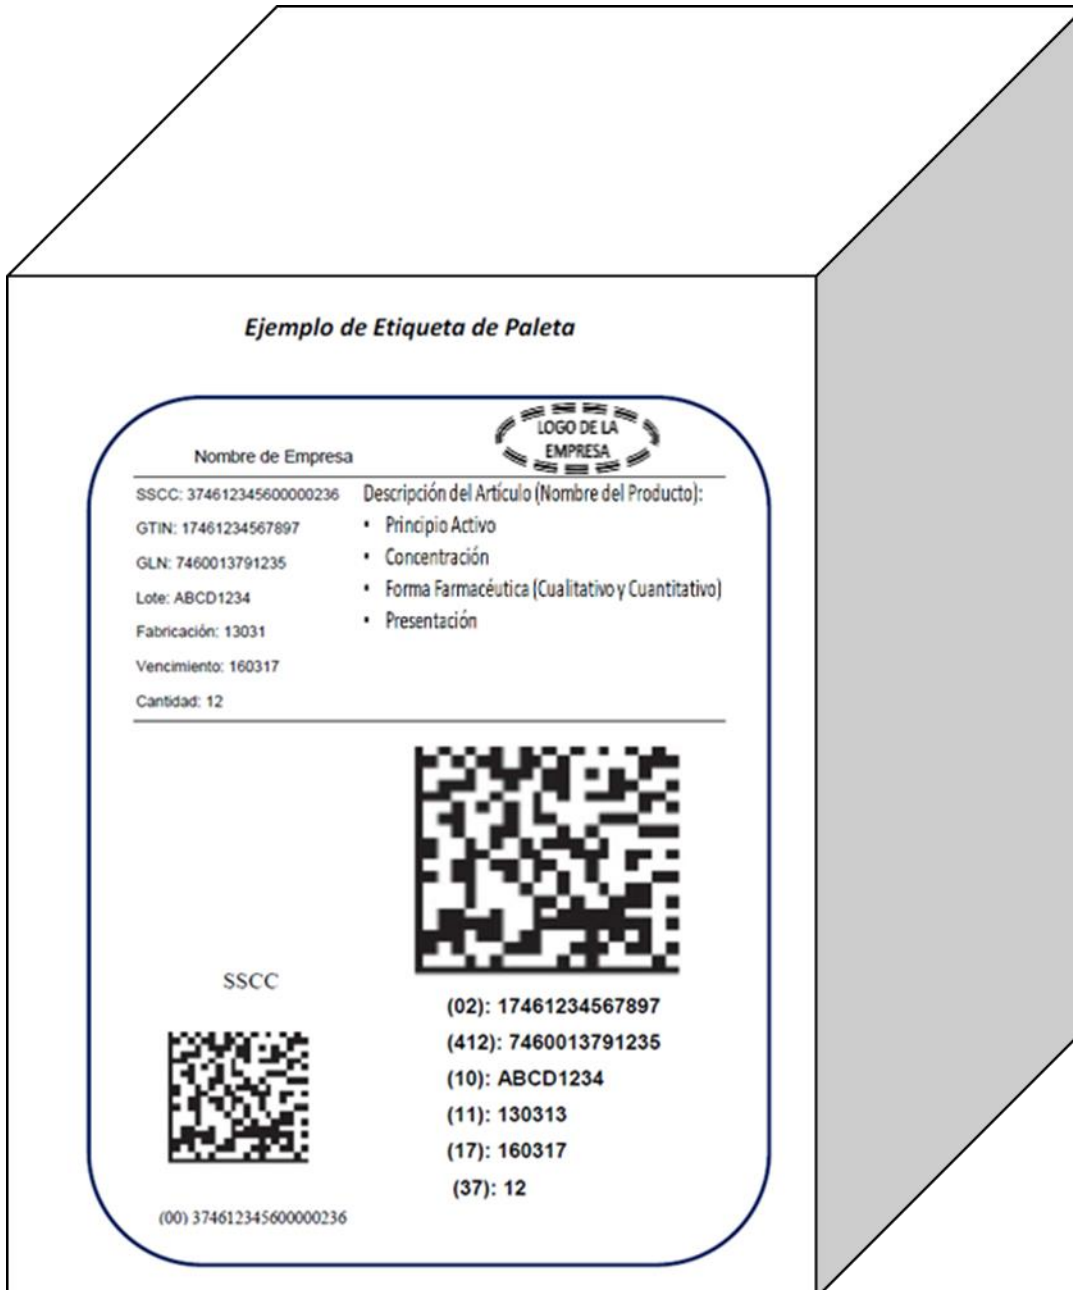 Ejemplo de Etiqueta de Paleta
LOGO DE LA
EMPRESA
Nombre de Empresa
SSCC: 374612345600000236
GTIN: 17461234567897
GLN: 7460013791235
Lote: ABCD1234
Fabricación: 13031
Vencimiento: 160317
Cantidad: 12
Descripción del Artículo (Nombre del Producto):
• Principio Activo
• Concentración
• Forma Farmacéutica (Cualitativo y Cuantitativo)
• Presentación
SSCC
(00) 374612345600000236
(02): 17461234567897
(412): 7460013791235
(10): ABCD1234
(11): 130313
(17): 160317
(37): 12